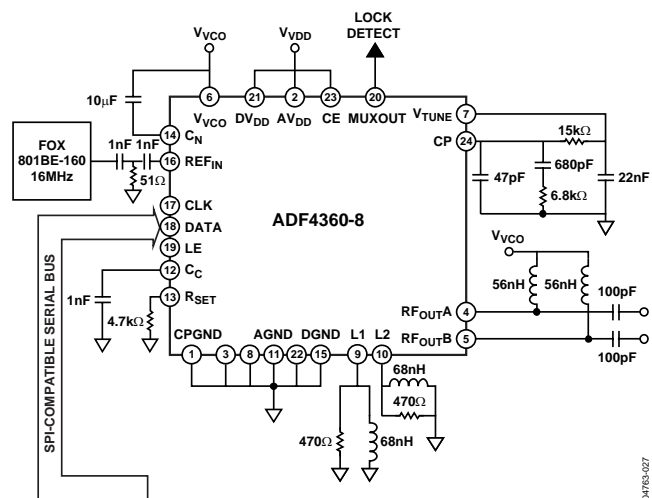 LOCK
DETECT
VVCO
VDD
10µF
6
21
2
23
20
VVCO
DVDD
AVDD
CE
MUXOUT
VTUNE
7
14
CN
CP
24
15kΩ
FOX
801BE-160
16MHz
1nF
1nF
16
REFIN
51Ω
680pF
47pF
22nF
6.8kΩ
17
CLK
18
DATA
19
LE
ADF4360-8
VVCO
12
CC
56nH
56nH
1nF
13
RSET
100pF
RFOUTA
4
4.7kΩ
RFOUTB
5
100pF
CPGND
AGND
DGND
L1
L2
1
3
8
11
22
15
9
10
68nH
470Ω
470Ω
68nH
SPI-COMPATIBLE SERIAL BUS
04763-027